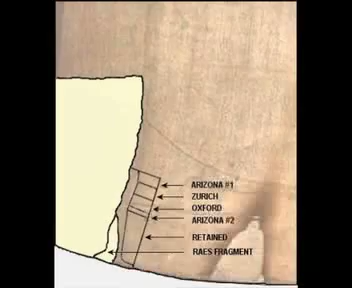 ARIZONA #1
ZURICH
OXFORD
ARIZONA #2
RETAINED
RAES FRAGMENT